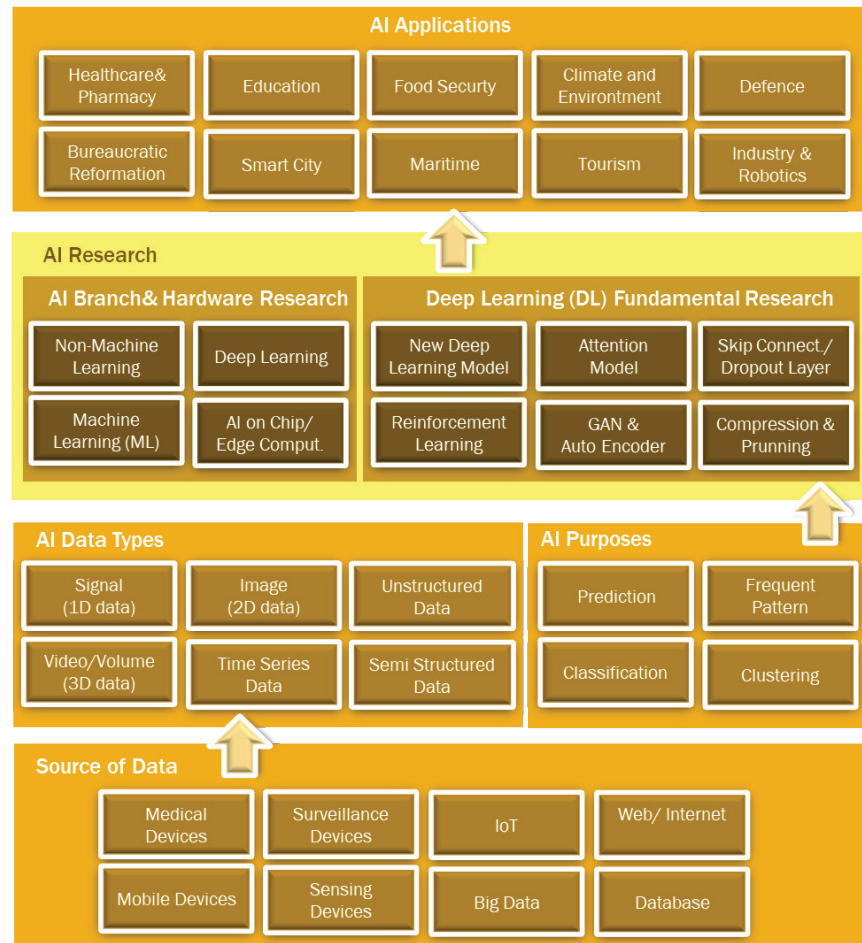 AI Applications
Healthcare&
Pharmacy
Education
Food Securty
Climate and
Environtment
Defence
Bureaucratic
Reformation
Smart City
Maritime
Tourism
Industry &
Robotics
AI Research
AI Branch& Hardware Research
Non-Machine
Learning
Deep Learning
Machine
Learning (ML)
AI on Chip/
Edge Comput.
Deep Learning (DL) Fundamental Research
New Deep
Learning Model
Attention
Model
Skip Connect./
Dropout Layer
Reinforcement
Learning
GAN &
Auto Encoder
Compression &
Prunning
AI Data Types
Signal
(1D data)
Image
(2D data)
Unstructured
Data
Video/Volume
(3D data)
Time Series
Data
Semi Structured
Data
AI Purposes
Prediction
Frequent
Pattern
Classification
Clustering
Source of Data
Medical
Devices
Surveillance
Devices
IoT
Web/ Internet
Mobile Devices
Sensing
Devices
Big Data
Database